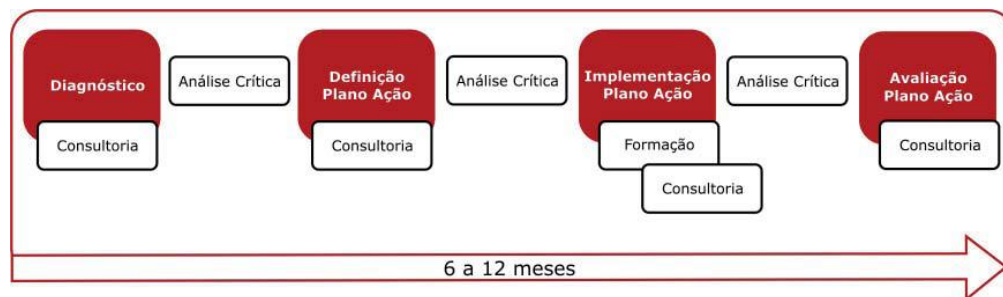 Diagnóstico
Consultoria
Análise Crítica
Definição
Plano Ação
Consultoria
Análise Crítica
Implementação
Plano Ação
Formação
Consultoria
Análise Crítica
Avaliação
Plano Ação
Consultoria
6 a 12 meses